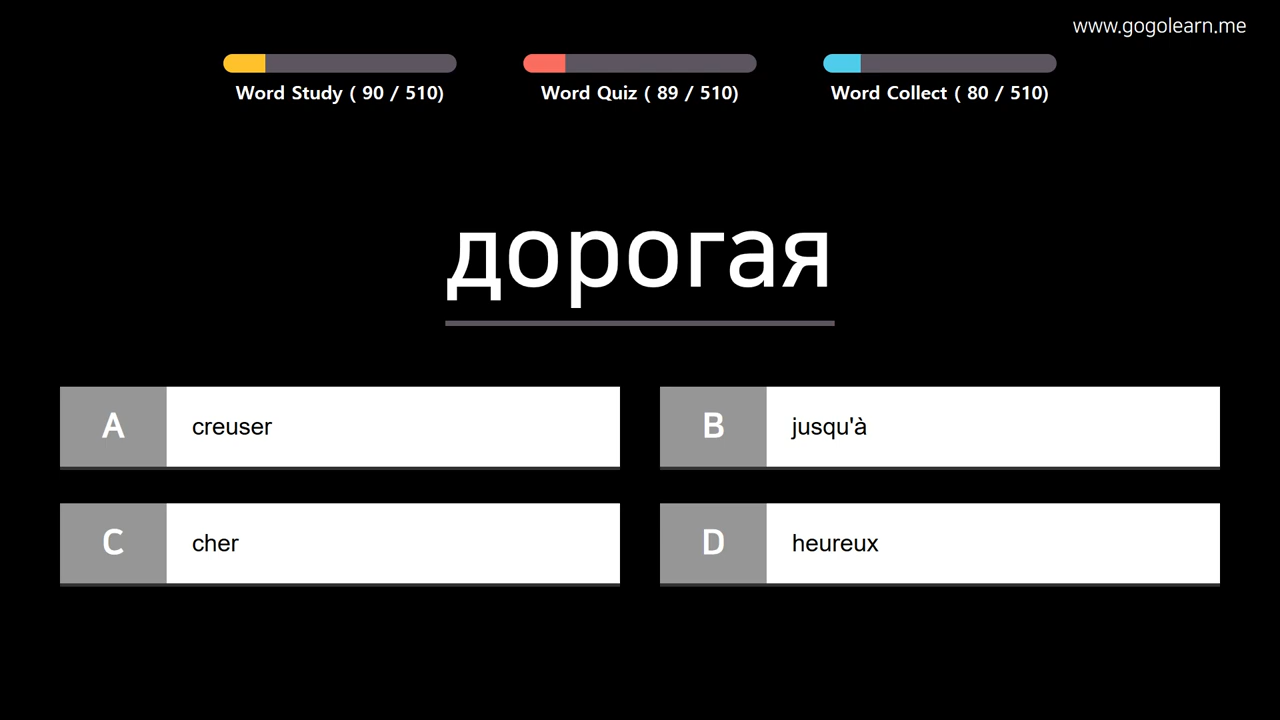 www.gogolearn.me
Word Study ( 90 / 510)
Word Quiz ( 89 / 510)
Word Collect ( 80 / 510)
дорогая
A creuser
B jusqu'à
C cher
D heureux